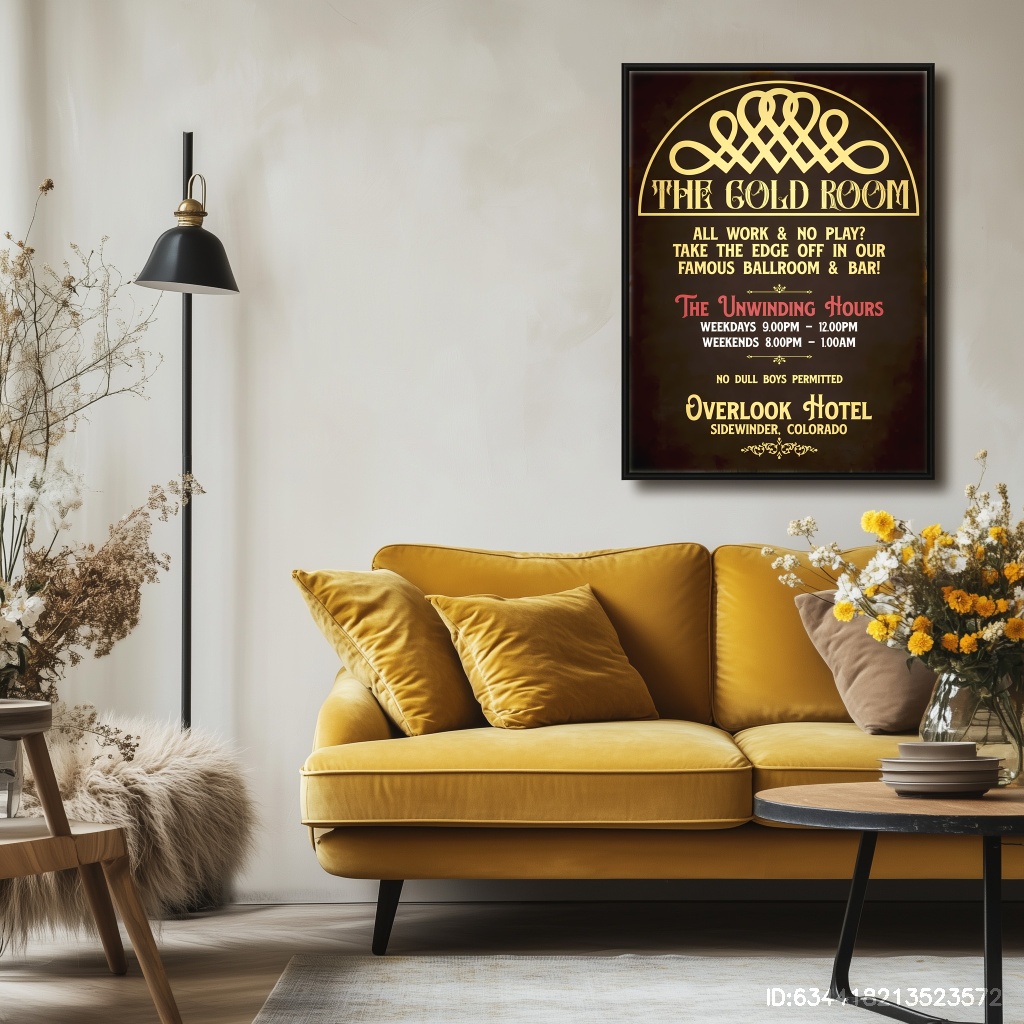 THE GOLD ROOM
ALL WORK & NO PLAY?
TAKE THE EDGE OFF IN OUR
FAMOUS BALLROOM & BAR!
The Unwinding Hours
WEEKDAYS 9.00PM – 12.00PM
WEEKENDS 8.00PM – 1.00AM
NO DULL BOYS PERMITTED
Overlook Hotel
SIDEWINDER, COLORADO